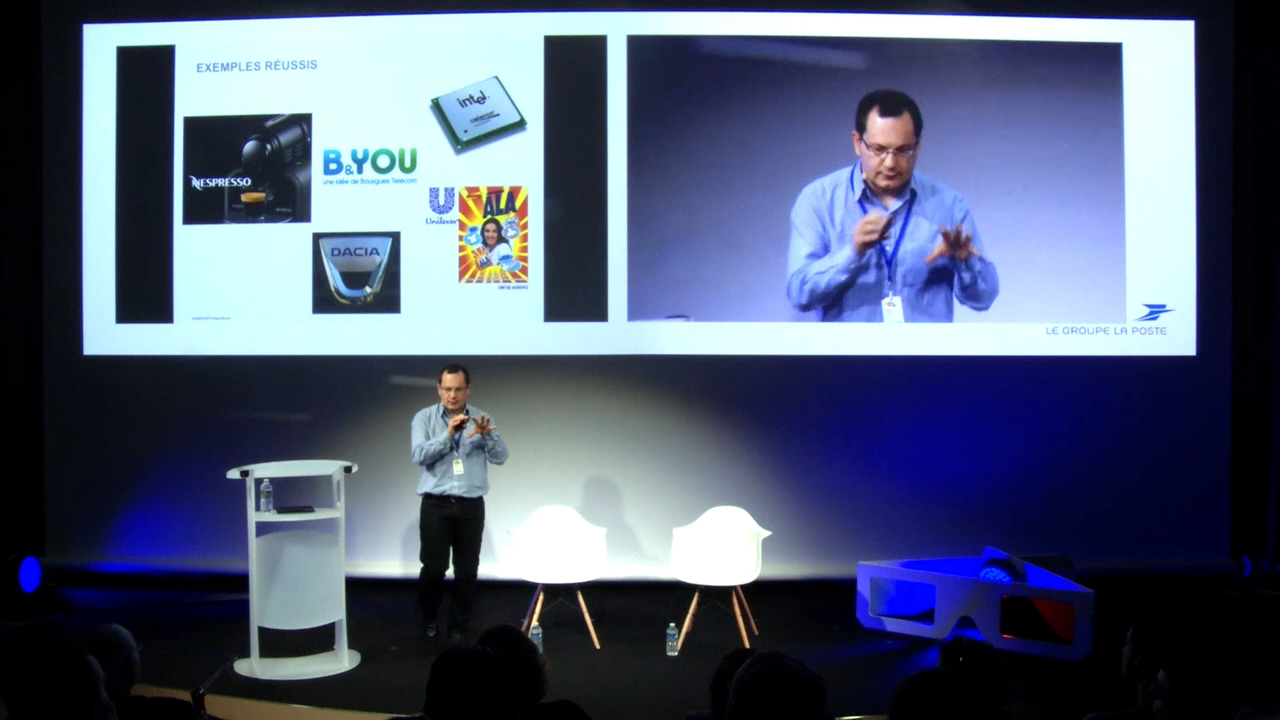 EXEMPLES RÉUSSIS
intel
NESPRESSO
B&YOU
une idée de Bouygues Telecom
Unilever
ALA
DACIA
LE GROUPE LA POSTE